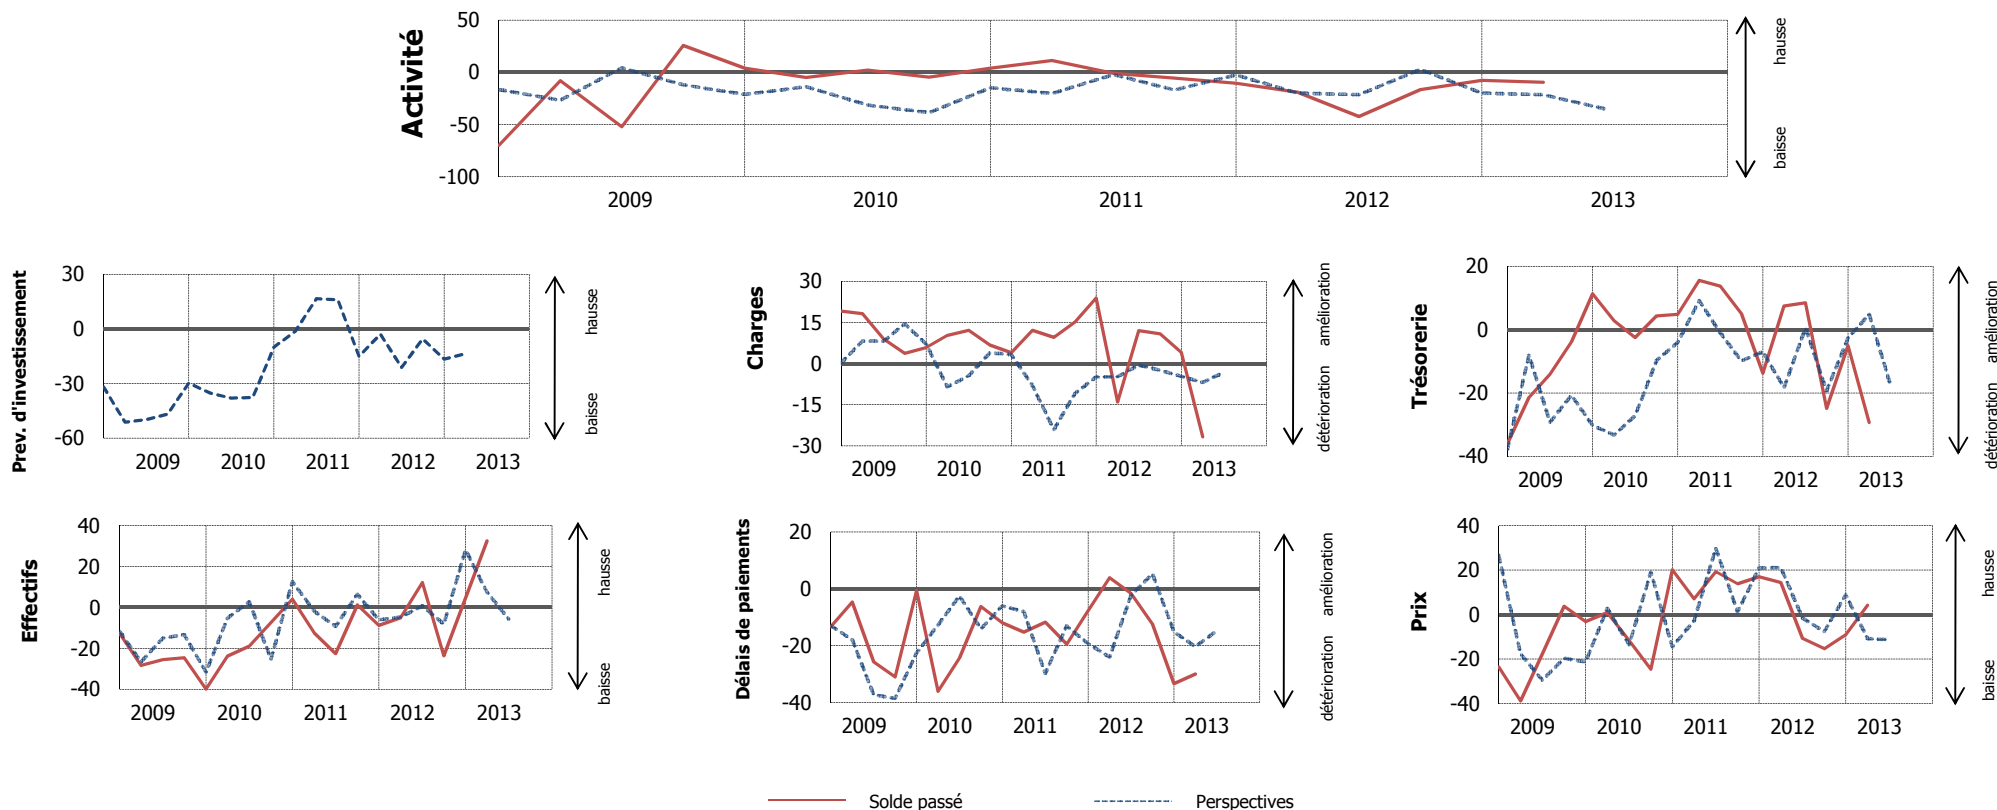 Activité
50
0
-50
-100
2009 2010 2011 2012 2013
hausse
baisse
Prev. d'investissement
30
0
-30
-60
2009 2010 2011 2012 2013
hausse
baisse
Charges
30
15
0
-15
-30
2009 2010 2011 2012 2013
amélioration
détérioration
Trésorerie
20
0
-20
-40
2009 2010 2011 2012 2013
amélioration
détérioration
Effectifs
40
20
0
-20
-40
2009 2010 2011 2012 2013
hausse
baisse
Délais de paiements
20
0
-20
-40
2009 2010 2011 2012 2013
amélioration
détérioration
Prix
40
20
0
-20
-40
2009 2010 2011 2012 2013
hausse
baisse
Solde passé Perspectives